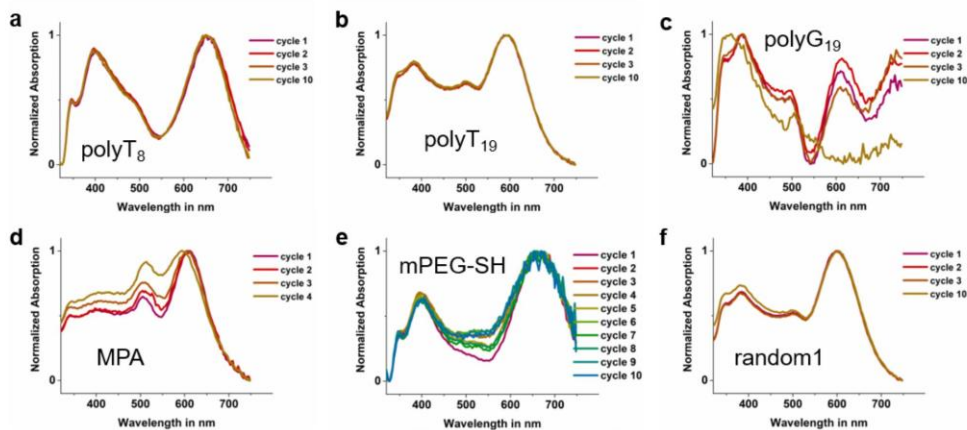 a
1
Normalized Absorption
0
polyT8
400 500 600 700
Wavelength in nm
cycle 1
cycle 2
cycle 3
cycle 10
b
1
Normalized Absorption
0
polyT19
400 500 600 700
Wavelength in nm
cycle 1
cycle 2
cycle 3
cycle 10
c
1
Normalized Absorption
0
polyG19
400 500 600 700
Wavelength in nm
cycle 1
cycle 2
cycle 3
cycle 10
d
1
Normalized Absorption
0
MPA
400 500 600 700
Wavelength in nm
cycle 1
cycle 2
cycle 3
cycle 4
e
1
Normalized Absorption
0
mPEG-SH
400 500 600 700
Wavelength in nm
cycle 1
cycle 2
cycle 3
cycle 4
cycle 5
cycle 6
cycle 7
cycle 8
cycle 9
cycle 10
f
1
Normalized Absorption
0
random1
400 500 600 700
Wavelength in nm
cycle 1
cycle 2
cycle 3
cycle 10